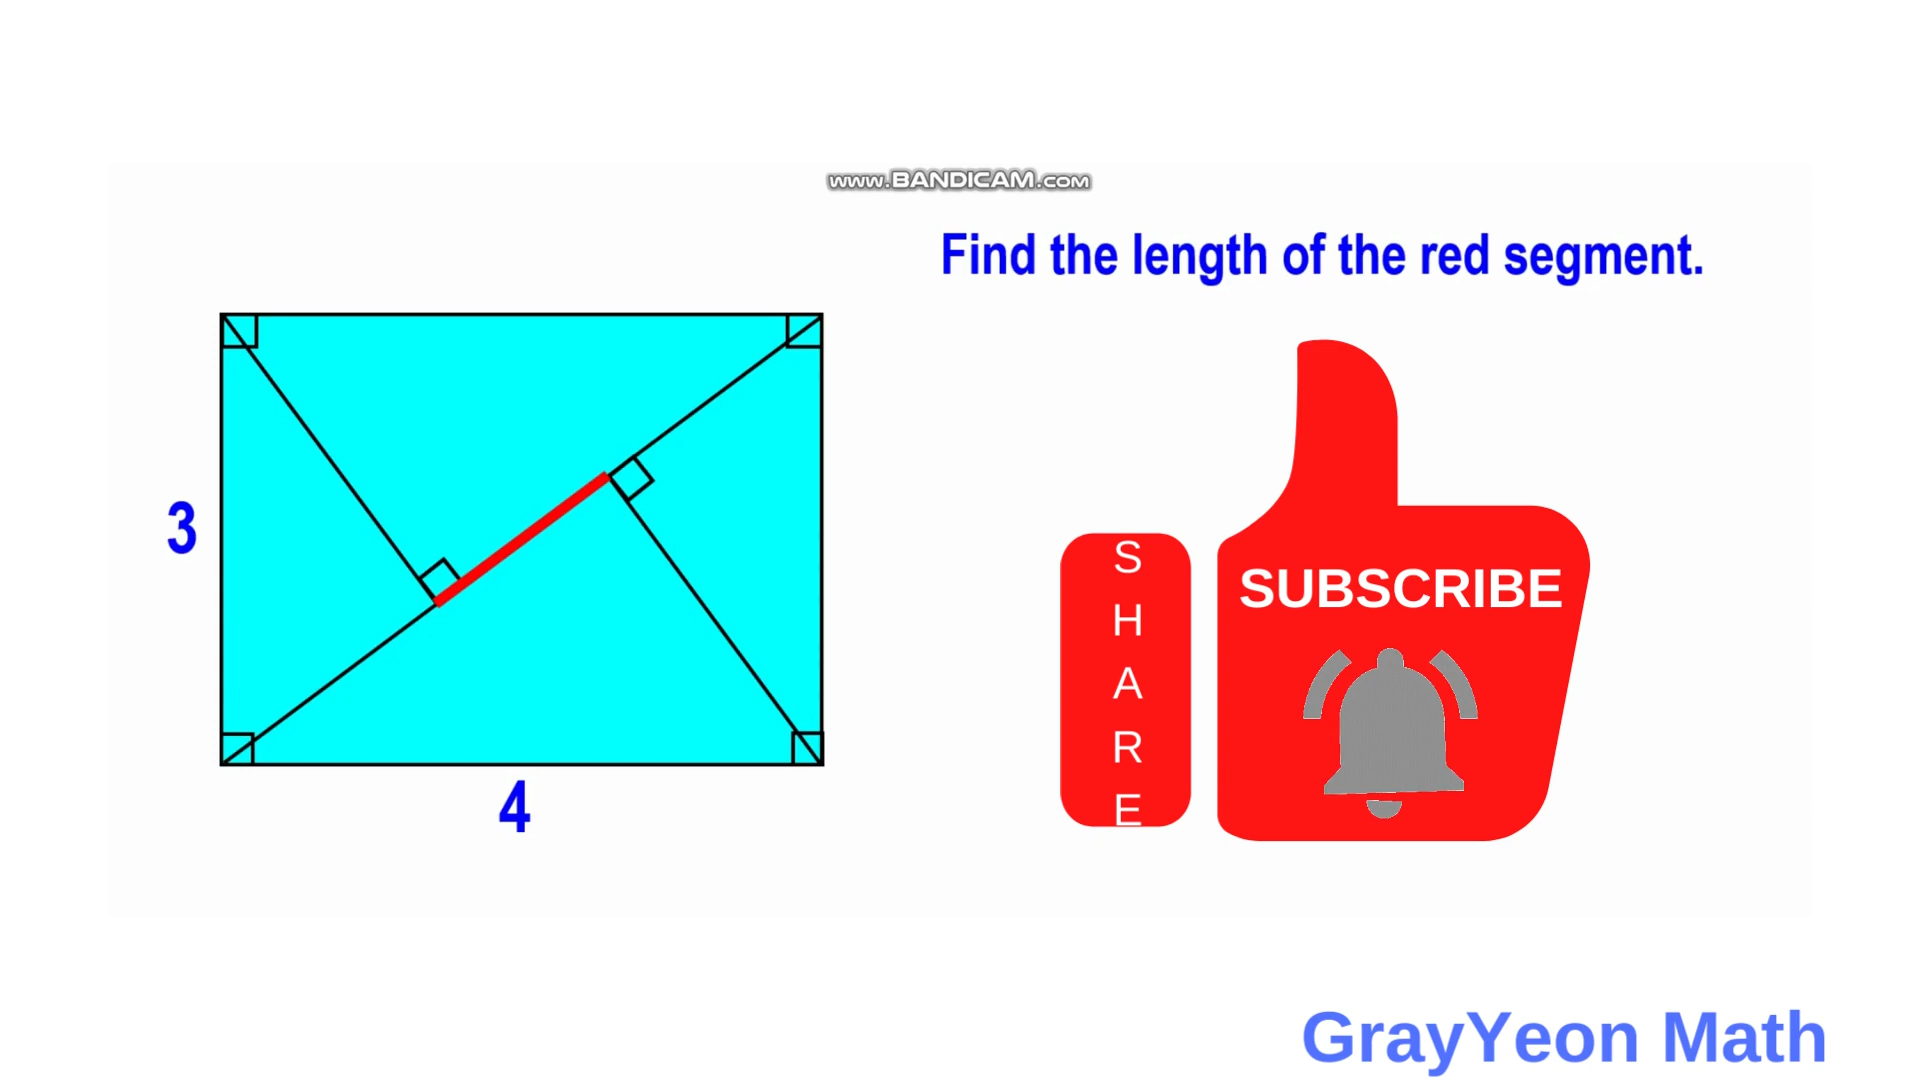 www.BANDICAM.com
Find the length of the red segment.
3
4
S
H
A
R
E
SUBSCRIBE
GrayYeon Math